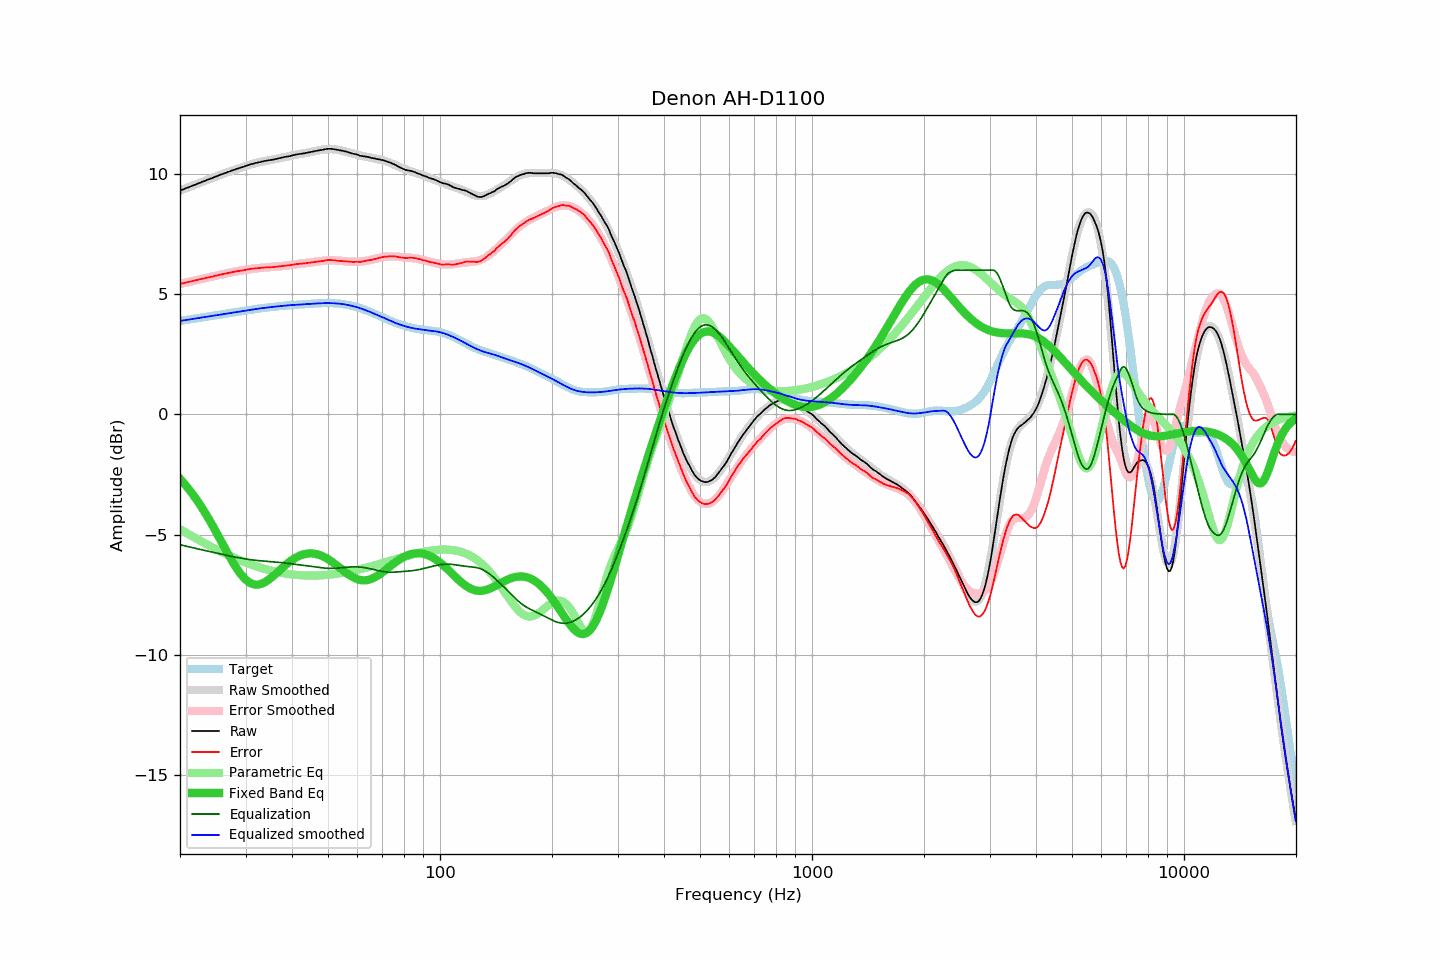 Denon AH-D1100
Amplitude (dBr)
10
5
0
−5
−10
−15
Target
Raw Smoothed
Error Smoothed
Raw
Error
Parametric Eq
Fixed Band Eq
Equalization
Equalized smoothed
100
1000
10000
Frequency (Hz)